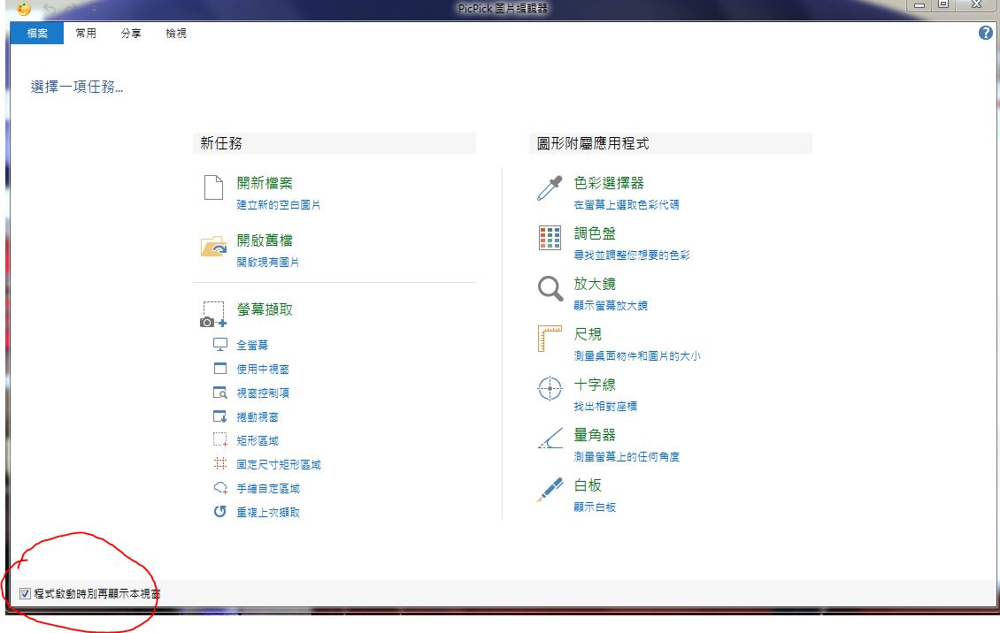 PicPick 圖片編輯器
檔案 常用 分享 檢視
選擇一項任務...
新任務
開新檔案
建立新的空白圖片
開啟舊檔
開啟現有圖片
螢幕擷取
全螢幕
使用中視窗
視窗控制項
捲動視窗
矩形區域
固定尺寸矩形區域
手繪自定區域
重複上次擷取
圖形附屬應用程式
色彩選擇器
在螢幕上選取色彩代碼
調色盤
尋找並調整您想要的色彩
放大鏡
顯示螢幕放大鏡
尺規
測量桌面物件和圖片的大小
十字線
找出相對座標
量角器
測量螢幕上的任何角度
白板
顯示白板
程式啟動時別再顯示本視窗